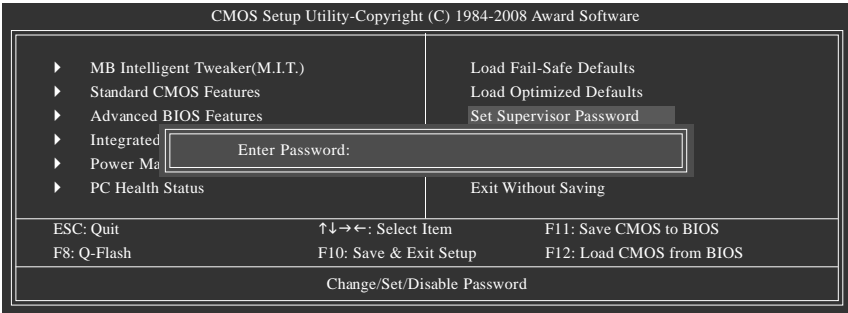 CMOS Setup Utility-Copyright (C) 1984-2008 Award Software
MB Intelligent Tweaker(M.I.T.)
Standard CMOS Features
Advanced BIOS Features
Integrated
Power Ma
PC Health Status
Load Fail-Safe Defaults
Load Optimized Defaults
Set Supervisor Password
Exit Without Saving
Enter Password:
ESC: Quit
↑↓→←: Select Item
F11: Save CMOS to BIOS
F8: Q-Flash
F10: Save & Exit Setup
F12: Load CMOS from BIOS
Change/Set/Disable Password